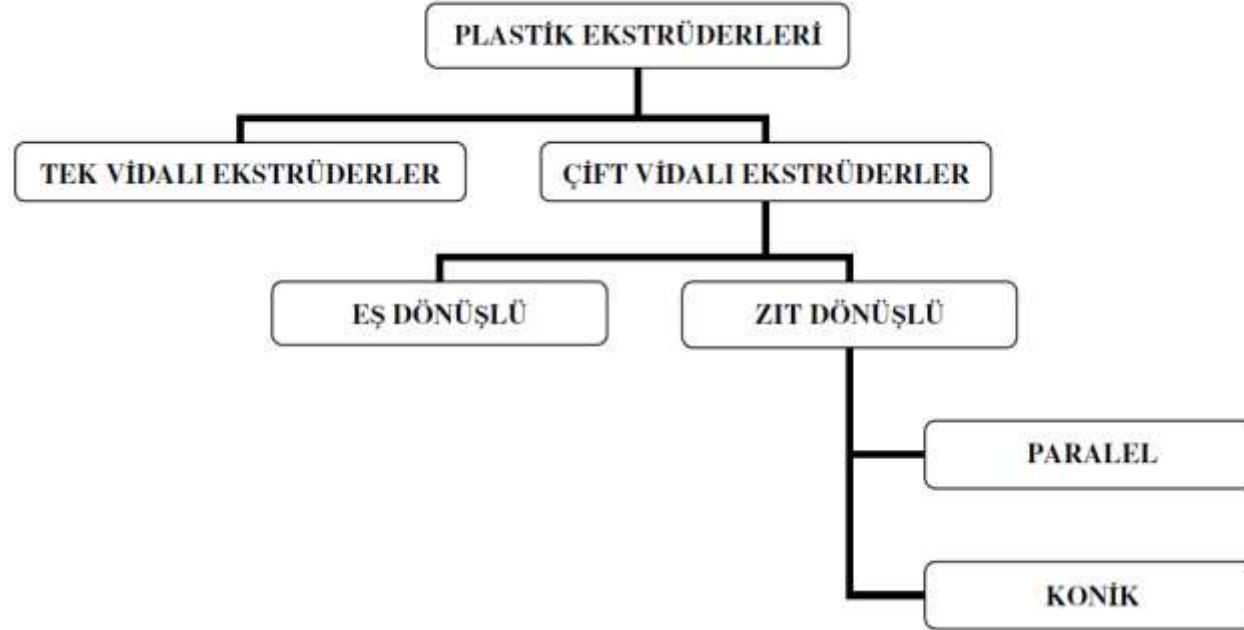 PLASTİK EKSTRÜDERLERİ
TEK VİDALI EKSTRÜDERLER
ÇİFT VİDALI EKSTRÜDERLER
EŞ DÖNÜŞLÜ
ZIT DÖNÜŞLÜ
PARALEL
KONİK